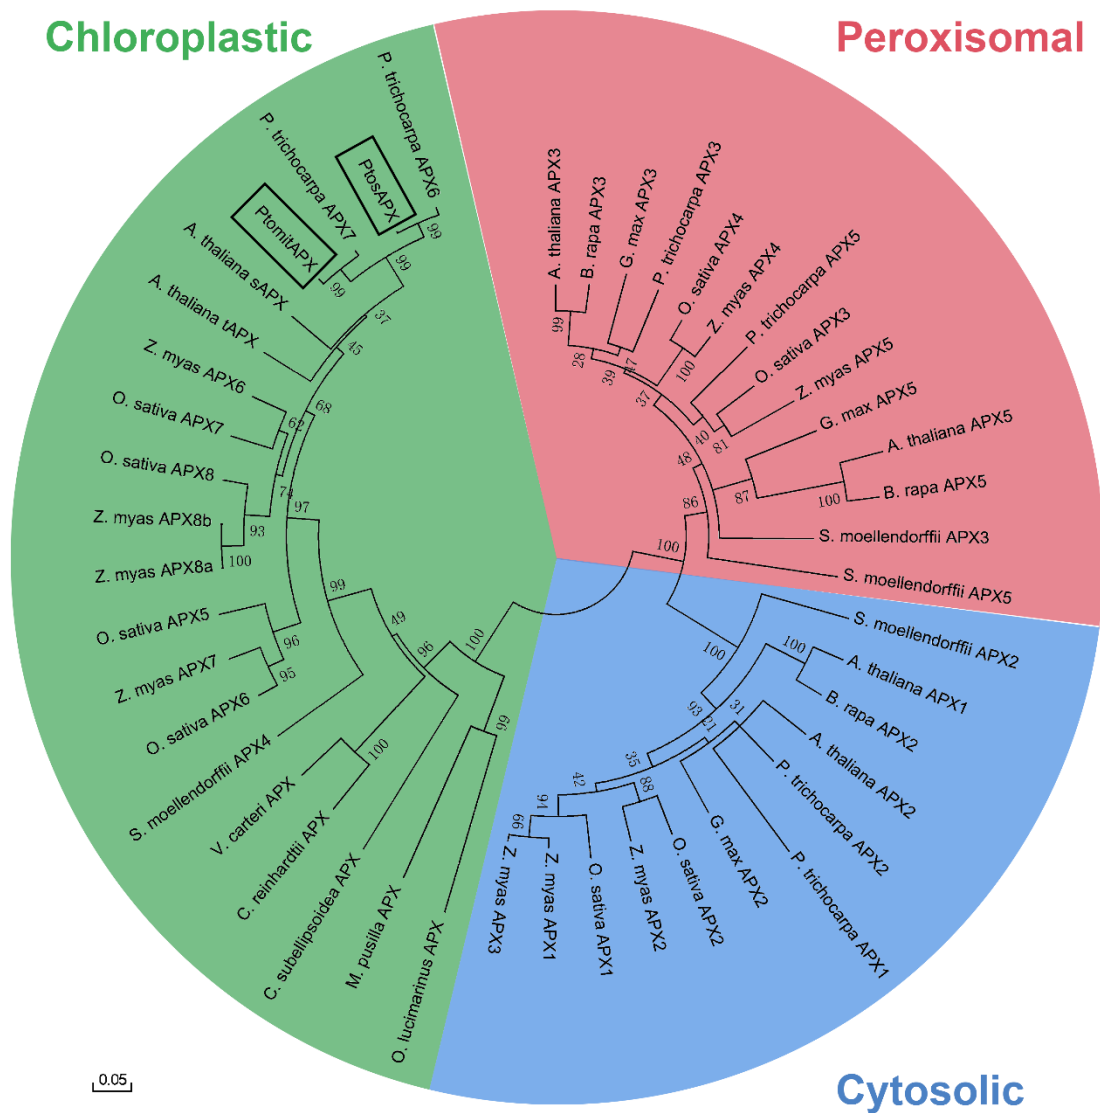 Chloroplastic
Peroxisomal
P. trichocarpa APX6
PtosAPX
P. trichocarpa APX7
PtomitAPX
A. thaliana sAPX
A. thaliana tAPX
Z. myas APX6
O. sativa APX7
O. sativa APX8
Z. myas APX8b
Z. myas APX8a
O. sativa APX5
Z. myas APX7
O. sativa APX6
S. moellendorffii APX4
V. carteri APX
C. reinhardtii APX
C. subellipsoidea APX
M. pusilla APX
O. lucimarinus APX
99
99
99
37
45
68
62
74
97
93
100
96
95
99
49
96
100
100
99
A. thaliana APX3
B. rapa APX3
G. max APX3
P. trichocarpa APX3
O. sativa APX4
Z. myas APX4
P. trichocarpa APX5
O. sativa APX3
Z. myas APX5
G. max APX5
A. thaliana APX5
B. rapa APX5
S. moellendorffii APX3
S. moellendorffii APX5
99
28
39
47
100
37
40
81
48
87
100
86
100
S. moellendorffii APX2
A. thaliana APX1
B. rapa APX2
A. thaliana APX2
P. trichocarpa APX2
P. trichocarpa APX1
G. max APX2
O. sativa APX2
Z. myas APX2
O. sativa APX1
Z. myas APX1
Z. myas APX3
100
100
93
21
31
35
42
88
94
99
0.05
Cytosolic